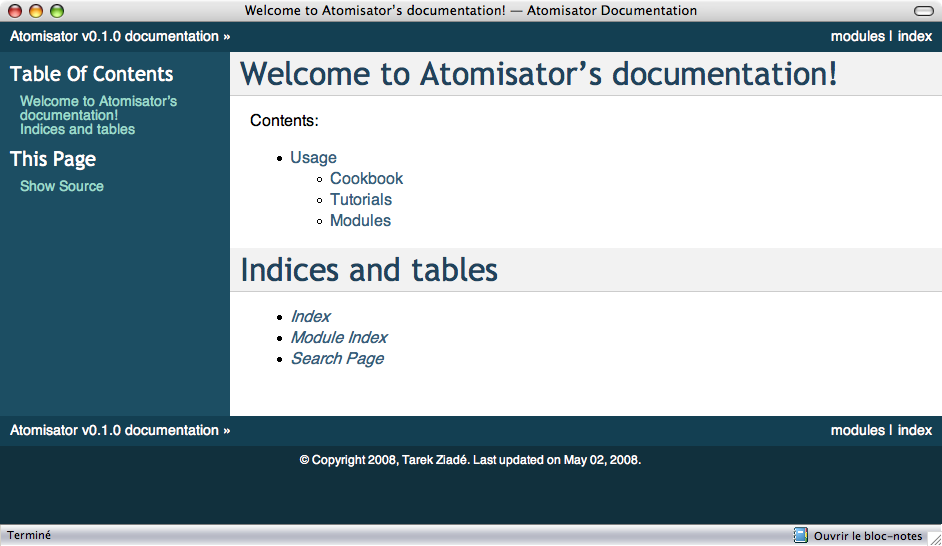 Welcome to Atomisator’s documentation! — Atomisator Documentation
Atomisator v0.1.0 documentation »
modules | index
Table Of Contents
Welcome to Atomisator’s
documentation!
Indices and tables
This Page
Show Source
Welcome to Atomisator’s documentation!
Contents:
Usage
Cookbook
Tutorials
Modules
Indices and tables
Index
Module Index
Search Page
Atomisator v0.1.0 documentation »
modules | index
© Copyright 2008, Tarek Ziadé. Last updated on May 02, 2008.
Terminé
Ouvrir le bloc-notes